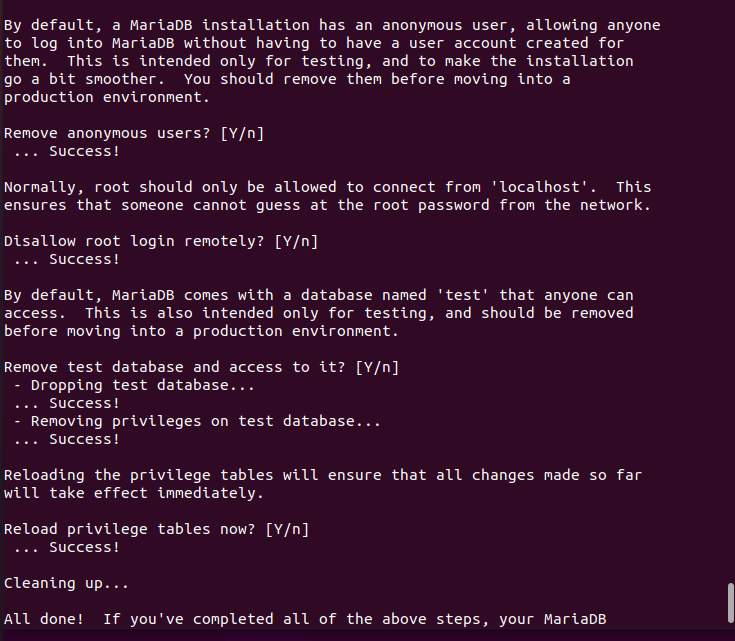 By default, a MariaDB installation has an anonymous user, allowing anyone
to log into MariaDB without having to have a user account created for
them.  This is intended only for testing, and to make the installation
go a bit smoother.  You should remove them before moving into a
production environment.

Remove anonymous users? [Y/n]
 ... Success!

Normally, root should only be allowed to connect from 'localhost'.  This
ensures that someone cannot guess at the root password from the network.

Disallow root login remotely? [Y/n]
 ... Success!

By default, MariaDB comes with a database named 'test' that anyone can
access.  This is also intended only for testing, and should be removed
before moving into a production environment.

Remove test database and access to it? [Y/n]
 - Dropping test database...
 ... Success!
 - Removing privileges on test database...
 ... Success!

Reloading the privilege tables will ensure that all changes made so far
will take effect immediately.

Reload privilege tables now? [Y/n]
 ... Success!

Cleaning up...

All done!  If you've completed all of the above steps, your MariaDB